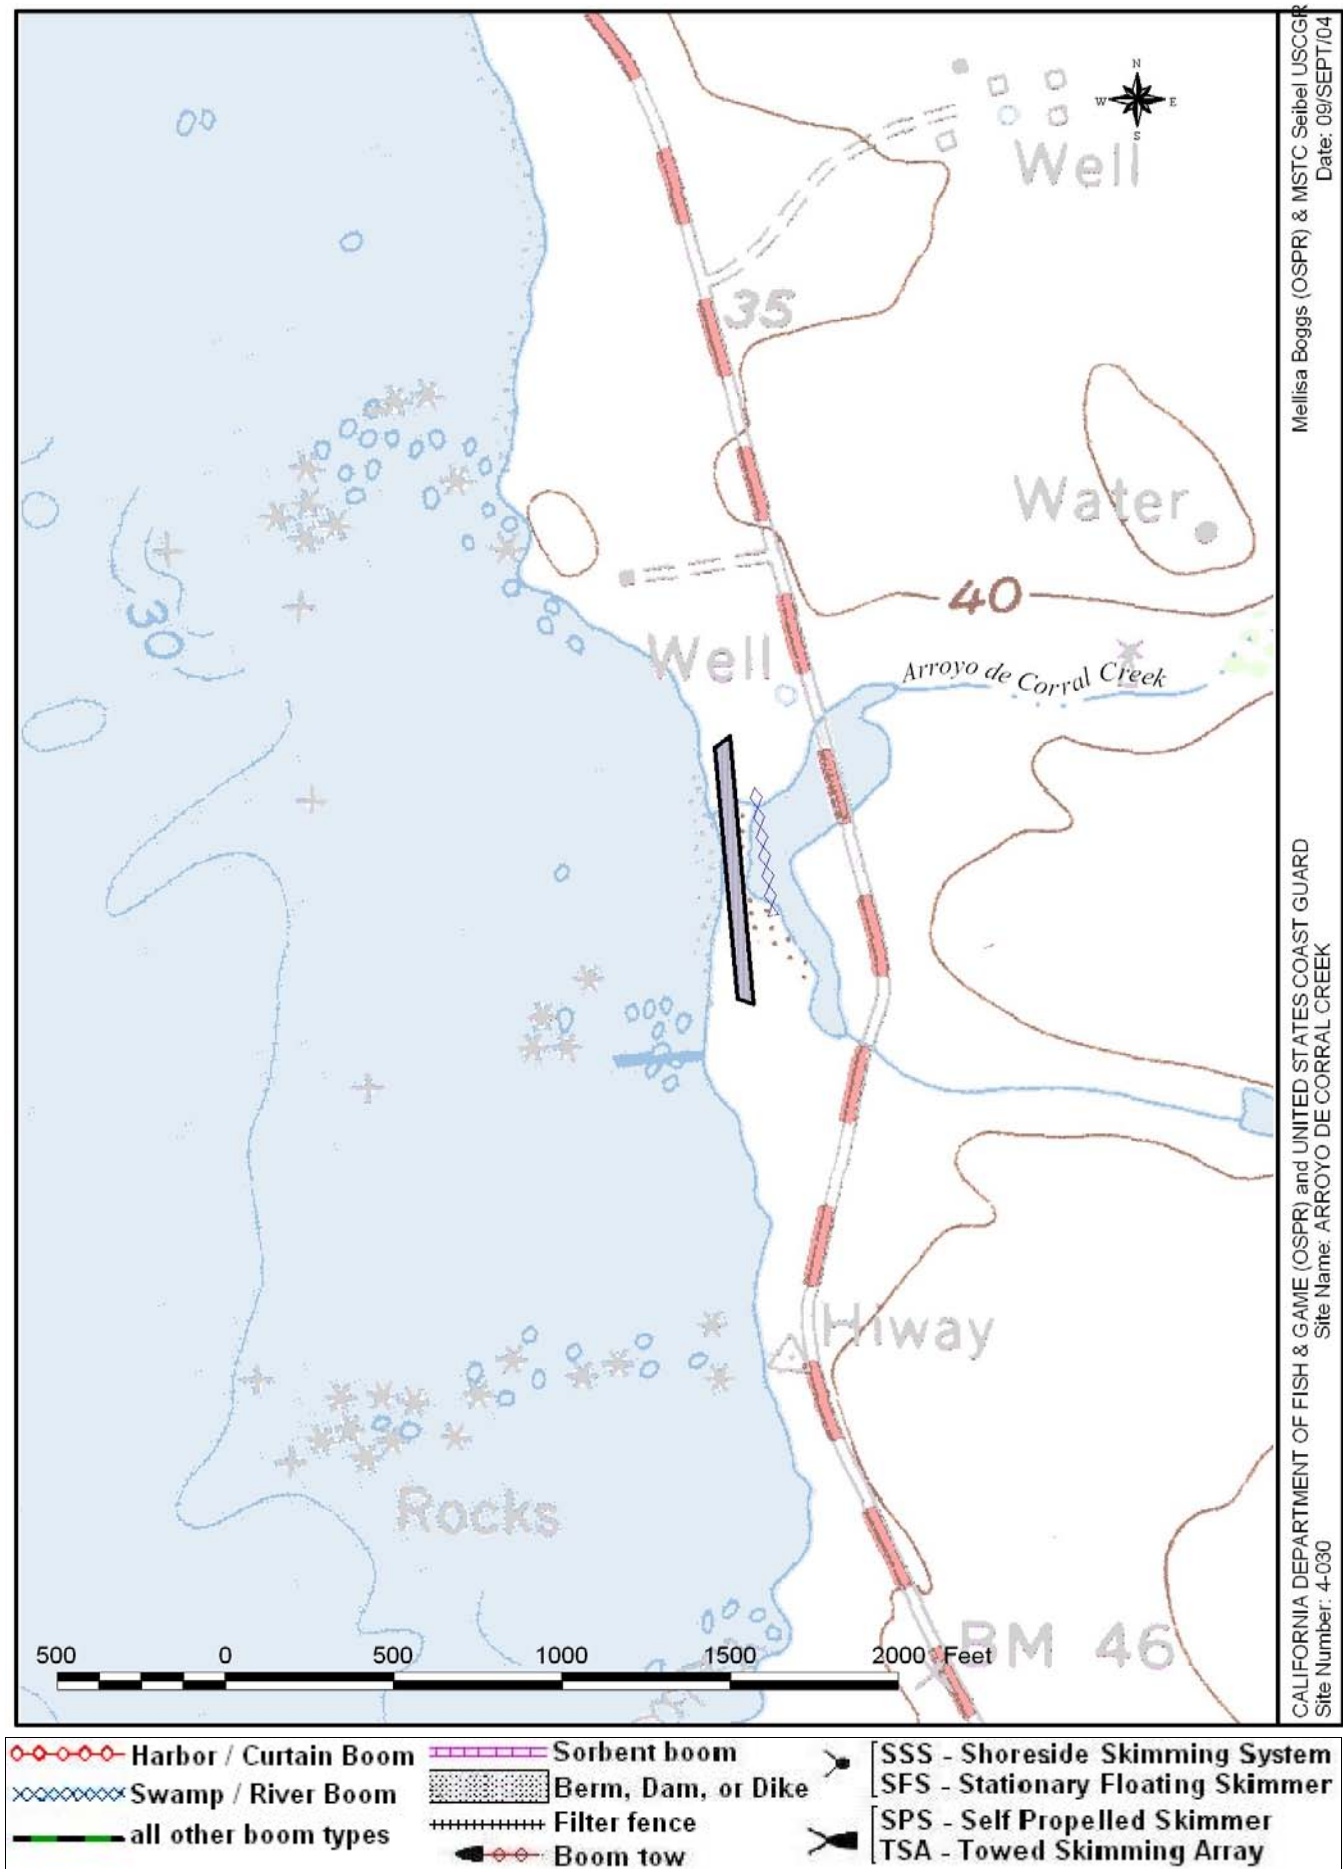 N
W E
S
Well
35
Water
40
30
Well
Arroyo de Corral Creek
Hiway
Rocks
BM 46
500 0 500 1000 1500 2000 Feet
Mellisa Boggs (OSPR) & MSTC Seibel USCGR
Date: 09/SEPT/04
CALIFORNIA DEPARTMENT OF FISH & GAME (OSPR) and UNITED STATES COAST GUARD
Site Number: 4-030 Site Name: ARROYO DE CORRAL CREEK
Harbor / Curtain Boom
Swamp / River Boom
all other boom types
Sorbent boom
Berm, Dam, or Dike
Filter fence
Boom tow
SSS - Shoreside Skimming System
SFS - Stationary Floating Skimmer
SPS - Self Propelled Skimmer
TSA - Towed Skimming Array